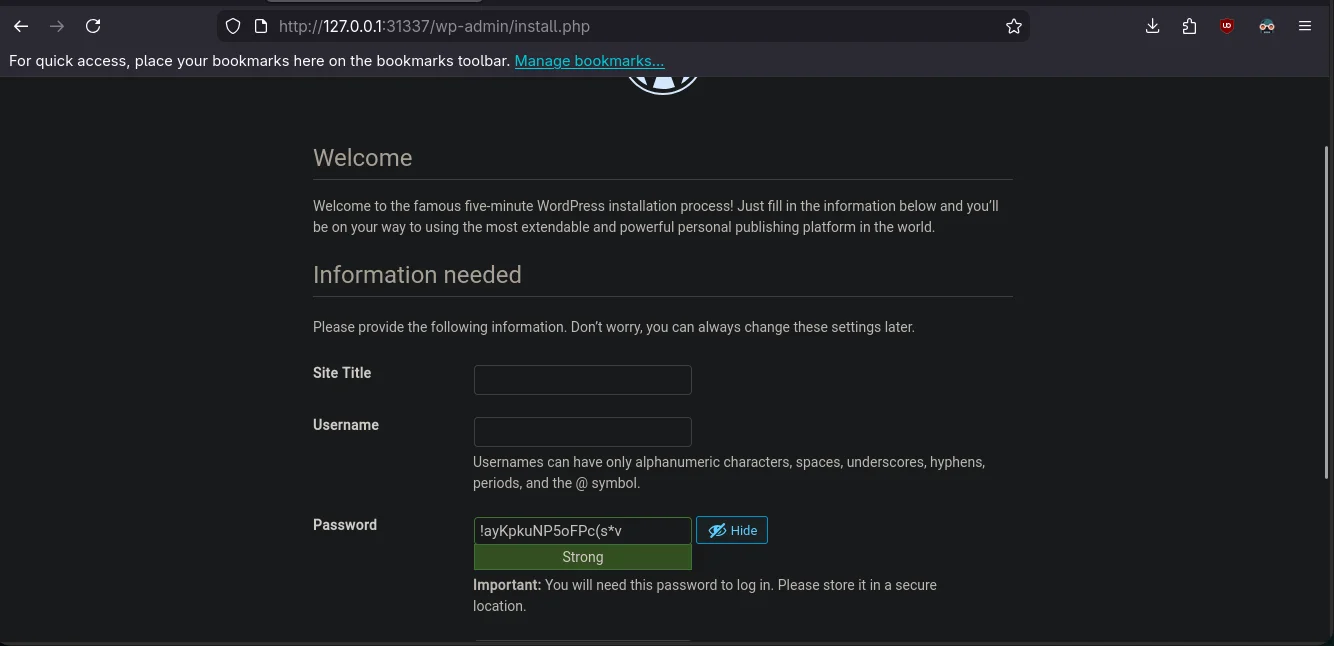 http://127.0.0.1:31337/wp-admin/install.php
For quick access, place your bookmarks here on the bookmarks toolbar. Manage bookmarks...
Welcome
Welcome to the famous five-minute WordPress installation process! Just fill in the information below and you’ll
be on your way to using the most extendable and powerful personal publishing platform in the world.
Information needed
Please provide the following information. Don’t worry, you can always change these settings later.
Site Title
Username
Usernames can have only alphanumeric characters, spaces, underscores, hyphens,
periods, and the @ symbol.
Password !ayKpkuNP5oFPc(s*v Hide
Strong
Important: You will need this password to log in. Please store it in a secure
location.